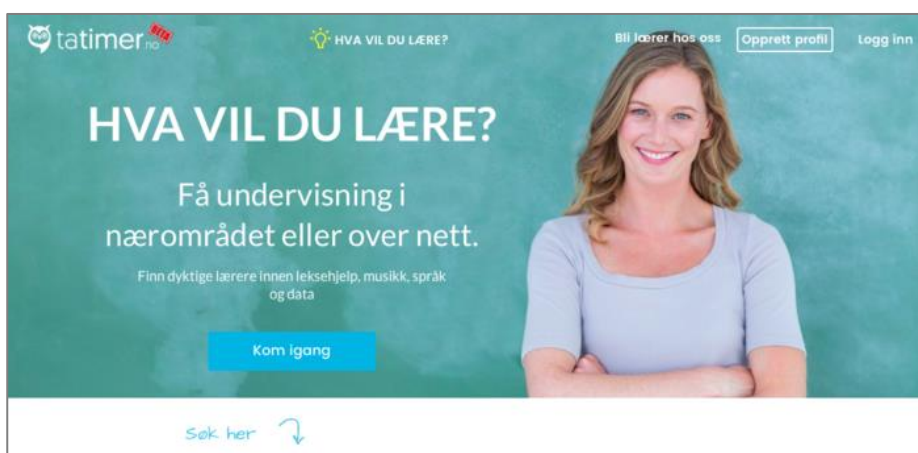 tatimer.no BETA
HVA VIL DU LÆRE?
Bli lærer hos oss
Opprett profil
Logg inn
HVA VIL DU LÆRE?
Få undervisning i
nærområdet eller over nett.
Finn dyktige lærere innen leksehjelp, musikk, språk
og data
Kom igang
Søk her